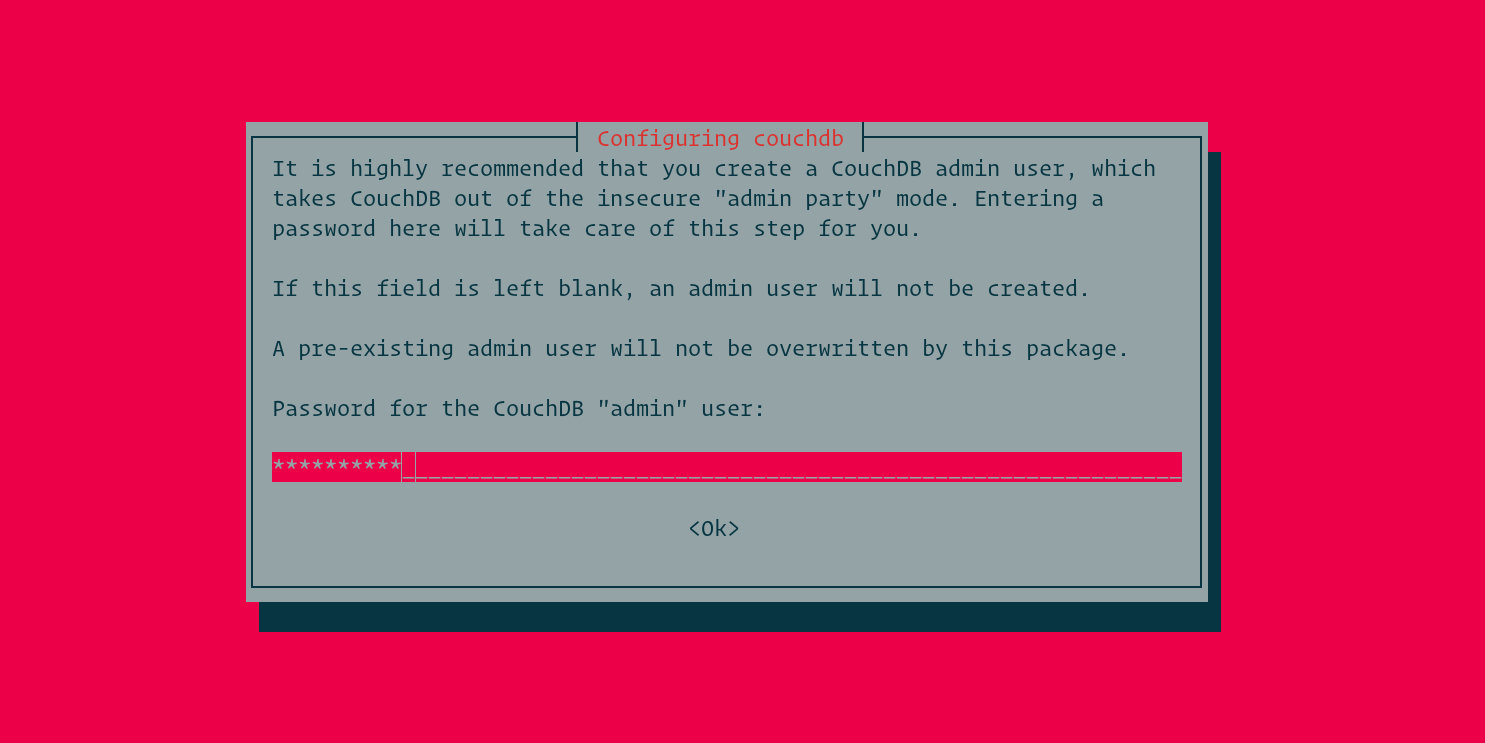 Configuring couchdb
It is highly recommended that you create a CouchDB admin user, which
takes CouchDB out of the insecure "admin party" mode. Entering a
password here will take care of this step for you.
If this field is left blank, an admin user will not be created.
A pre-existing admin user will not be overwritten by this package.
Password for the CouchDB "admin" user:
**********____________________________________________________________
<Ok>